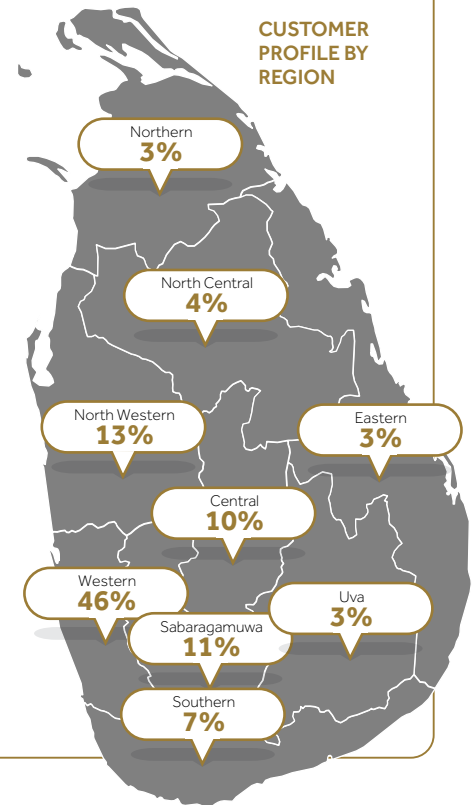 CUSTOMER
PROFILE BY
REGION
Northern
3%
North Central
4%
North Western
13%
Eastern
3%
Central
10%
Western
46%
Uva
3%
Sabaragamuwa
11%
Southern
7%